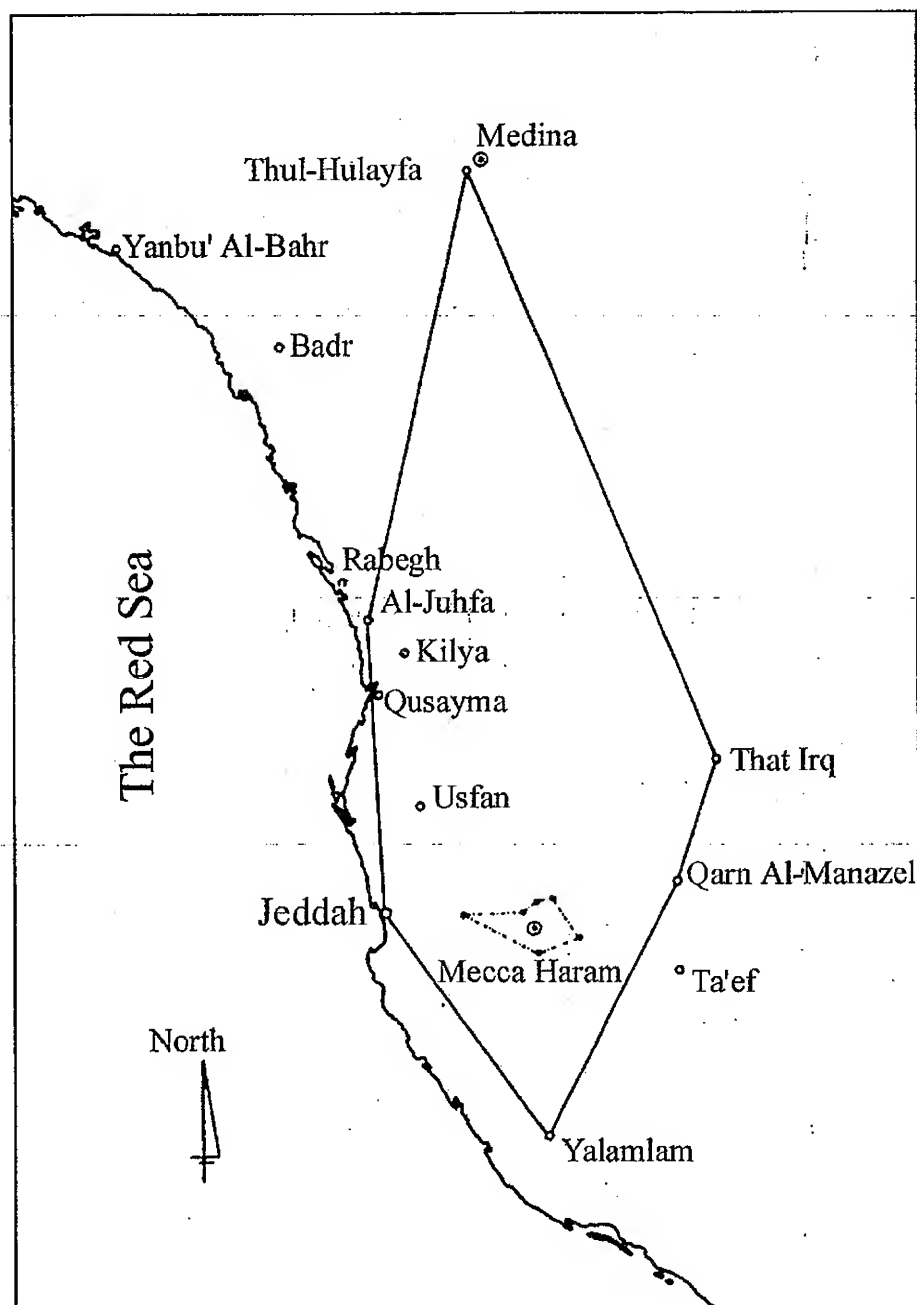 Medina
Thul-Hulayfa
Yanbu' Al-Bahr
Badr
The Red Sea
Rabegh
Al-Juhfa
Kilya
Qusayma
That Irq
Usfan
Qarn Al-Manazel
Jeddah
Mecca Haram
Ta'ef
North
Yalamlam